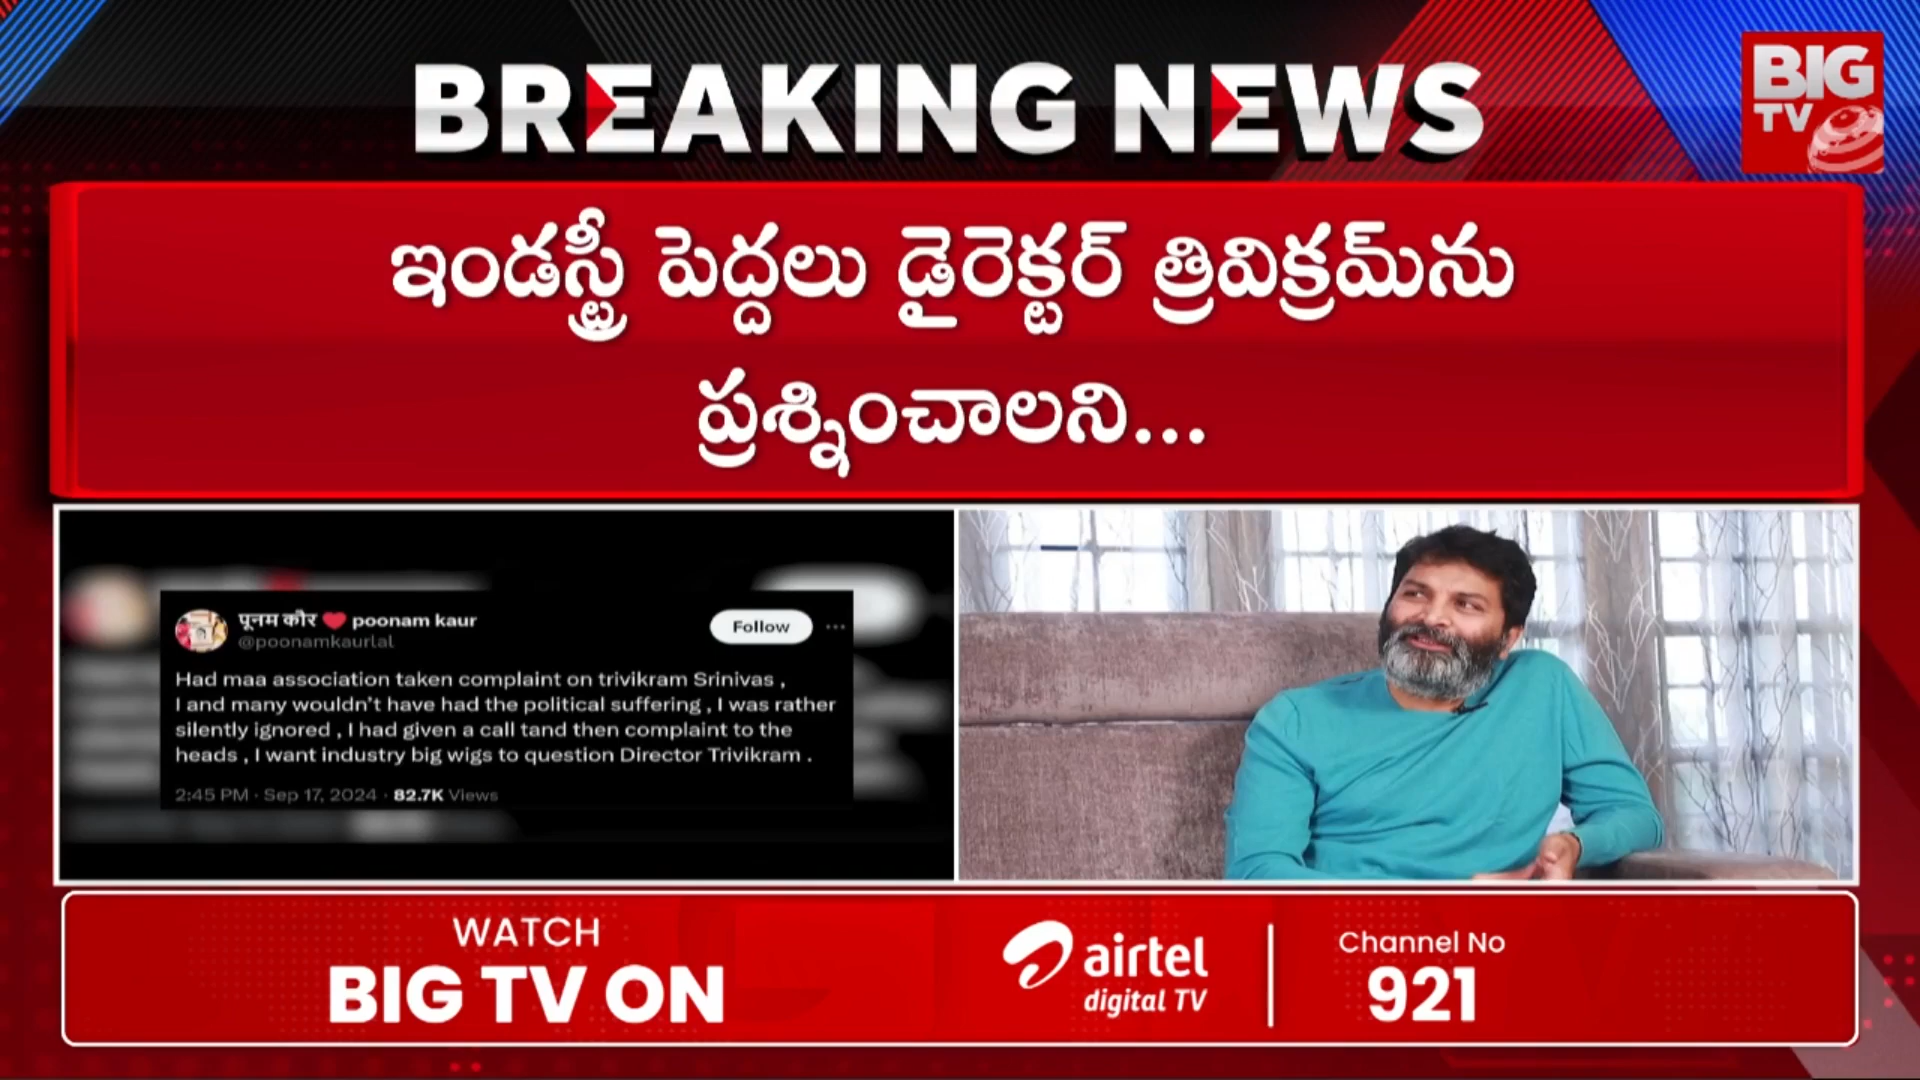 BREAKING NEWS
BIG
TV
ఇండస్ట్రీ పెద్దలు డైరెక్టర్ త్రివిక్రమ్‌ను
ప్రశ్నించాలని...
पूनम कौर ❤️ poonam kaur
@poonamkaurlal
Follow ...
Had maa association taken complaint on trivikram Srinivas ,
I and many wouldn't have had the political suffering , I was rather
silently ignored , I had given a call tand then complaint to the
heads , I want industry big wigs to question Director Trivikram .
2:45 PM · Sep 17, 2024 · 82.7K Views
WATCH
BIG TV ON
airtel
digital TV
Channel No
921